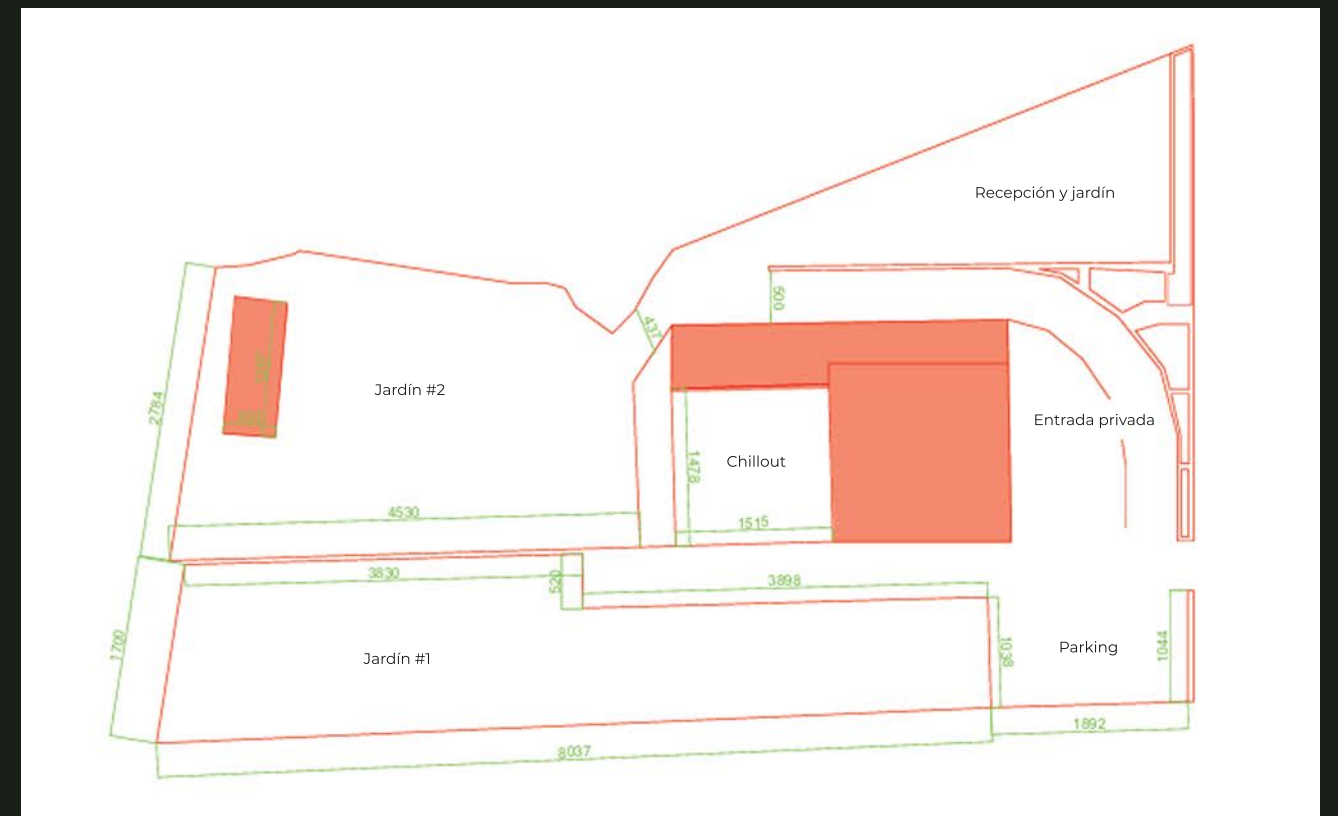 Recepción y jardín
500
437
Jardín #2
2784
Entrada privada
Chillout
1478
4530
1515
3830
520
3898
1700
Jardín #1
1038
Parking
1044
1892
8037